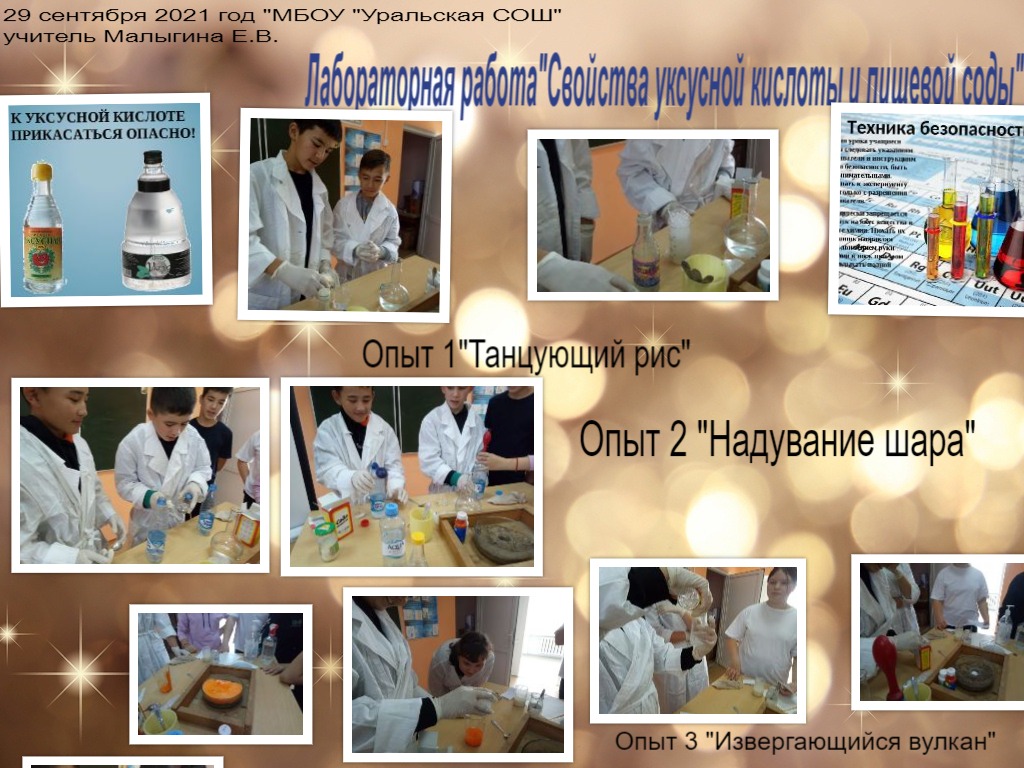 29 сентября 2021 год "МБОУ "Уральская СОШ"
учитель Малыгина Е.В.
Лабораторная работа"Свойства уксусной кислоты и пищевой соды"
К УКСУСНОЙ КИСЛОТЕ
ПРИКАСАТЬСЯ ОПАСНО!
Техника безопасност
Опыт 1"Танцующий рис"
Опыт 2 "Надувание шара"
Опыт 3 "Извергающийся вулкан"